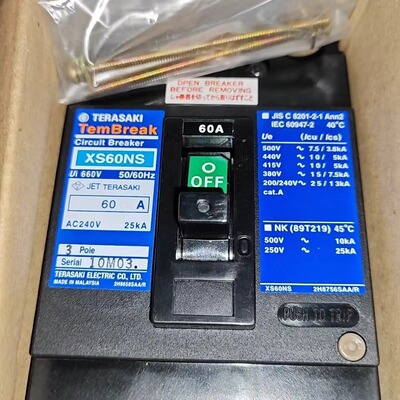 OPEN BREAKER
BEFORE REMOVING
TERASAKI
TemBreak
Circuit Breaker
XS60NS
Ui 660V 50/60Hz
JET TERASAKI
60 A
AC240V 25kA
3 Pole
Serial 10M03.
TERASAKI ELECTRIC CO., LTD.
MADE IN MALAYSIA 2H8658SAA/R
60A
OFF
JIS C 8201-2-1 Ann2
IEC 60947-2 40°C
Ue (Icu / Ics)
500V ~ 7.5/3.8kA
440V ~ 10/ 5kA
415V ~ 10/ 5kA
380V ~ 15/7.5kA
200/240V ~ 25/13kA
cat.A
NK (89T219) 45°C
500V ~ 10kA
250V ~ 25kA
XS60NS 2H8756SAA/R
PUSH TO TRIP